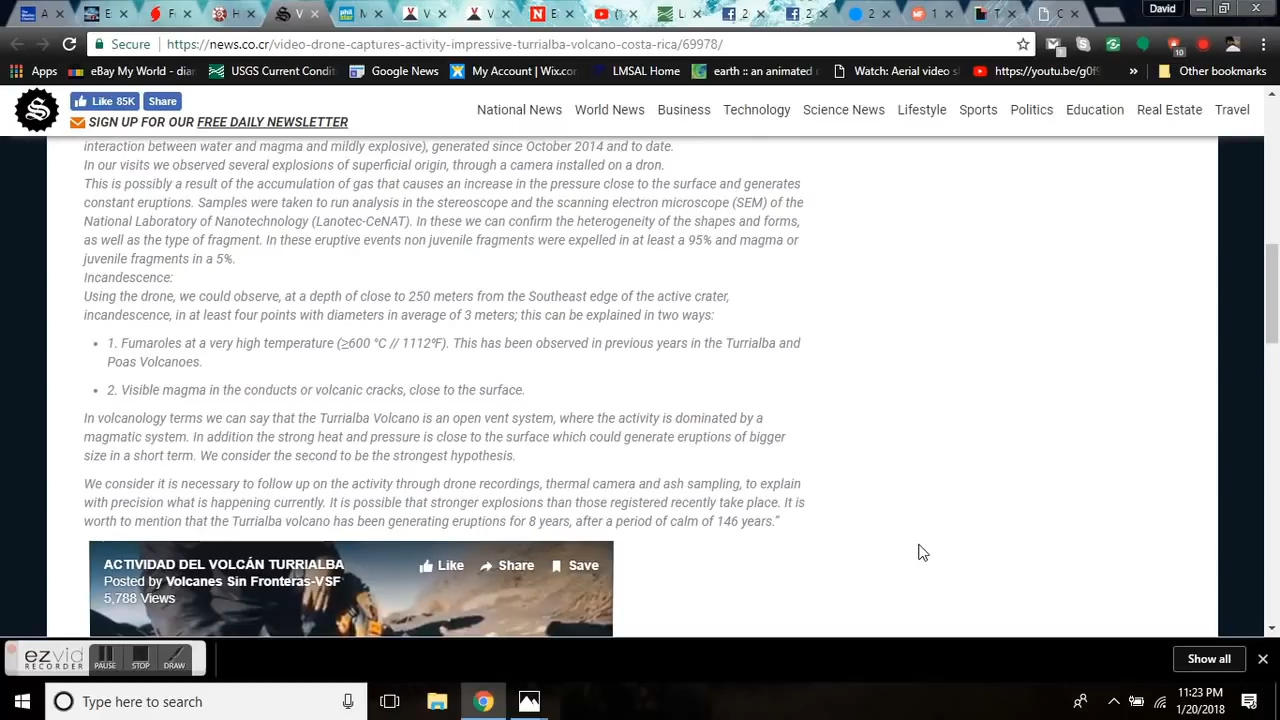 David
Secure
https://news.co.cr/video-drone-captures-activity-impressive-turrialba-volcano-costa-rica/69978/
10
Apps
eBay My World - dian
USGS Current Condi
Google News
My Account | Wix.co
LMSAL Home
earth :: an animated
Watch: Aerial video s
https://youtu.be/g0f
»
Other bookmarks
S
Like 85K
Share
SIGN UP FOR OUR FREE DAILY NEWSLETTER
National News
World News
Business
Technology
Science News
Lifestyle
Sports
Politics
Education
Real Estate
Travel
interaction between water and magma and mildly explosive), generated since October 2014 and to date.
In our visits we observed several explosions of superficial origin, through a camera installed on a dron.
This is possibly a result of the accumulation of gas that causes an increase in the pressure close to the surface and generates
constant eruptions. Samples were taken to run analysis in the stereoscope and the scanning electron microscope (SEM) of the
National Laboratory of Nanotechnology (Lanotec-CeNAT). In these we can confirm the heterogeneity of the shapes and forms,
as well as the type of fragment. In these eruptive events non juvenile fragments were expelled in at least a 95% and magma or
juvenile fragments in a 5%.
Incandescence:
Using the drone, we could observe, at a depth of close to 250 meters from the Southeast edge of the active crater,
incandescence, in at least four points with diameters in average of 3 meters; this can be explained in two ways:
• 1. Fumaroles at a very high temperature (≥600 °C // 1112ºF). This has been observed in previous years in the Turrialba and
Poas Volcanoes.
• 2. Visible magma in the conducts or volcanic cracks, close to the surface.
In volcanology terms we can say that the Turrialba Volcano is an open vent system, where the activity is dominated by a
magmatic system. In addition the strong heat and pressure is close to the surface which could generate eruptions of bigger
size in a short term. We consider the second to be the strongest hypothesis.
We consider it is necessary to follow up on the activity through drone recordings, thermal camera and ash sampling, to explain
with precision what is happening currently. It is possible that stronger explosions than those registered recently take place. It is
worth to mention that the Turrialba volcano has been generating eruptions for 8 years, after a period of calm of 146 years.”
ACTIVIDAD DEL VOLCÁN TURRIALBA
Like
Share
Save
Posted by Volcanes Sin Fronteras-VSF
5,788 Views
ezvid
RECORDER
PAUSE
STOP
DRAW
Show all
Type here to search
11:23 PM
1/20/2018